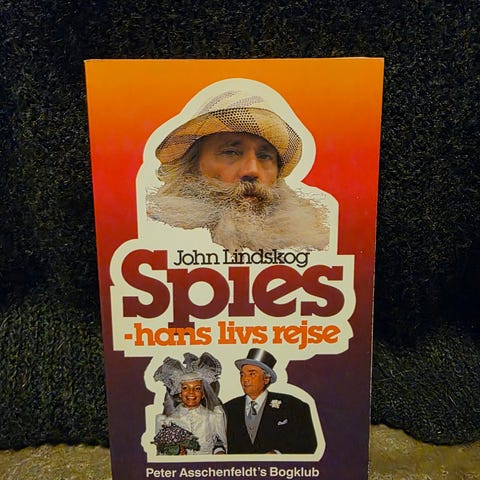 John Lindskog
Spies
-hans livs rejse
Peter Asschenfeldt's Bogklub